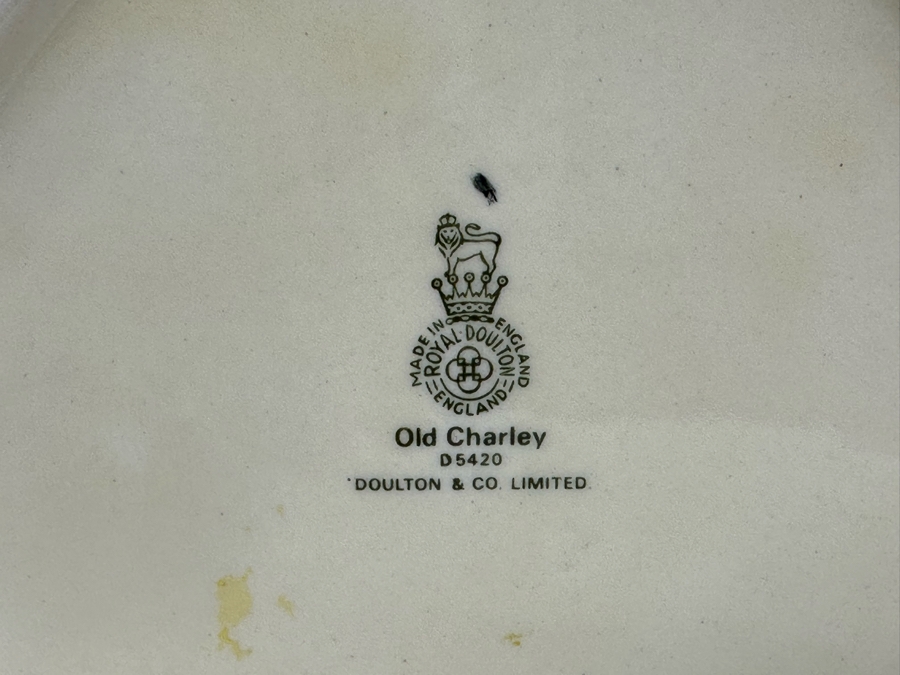 MADE IN ENGLAND
ROYAL·DOULTON
ENGLAND
Old Charley
D5420
DOULTON & CO. LIMITED.